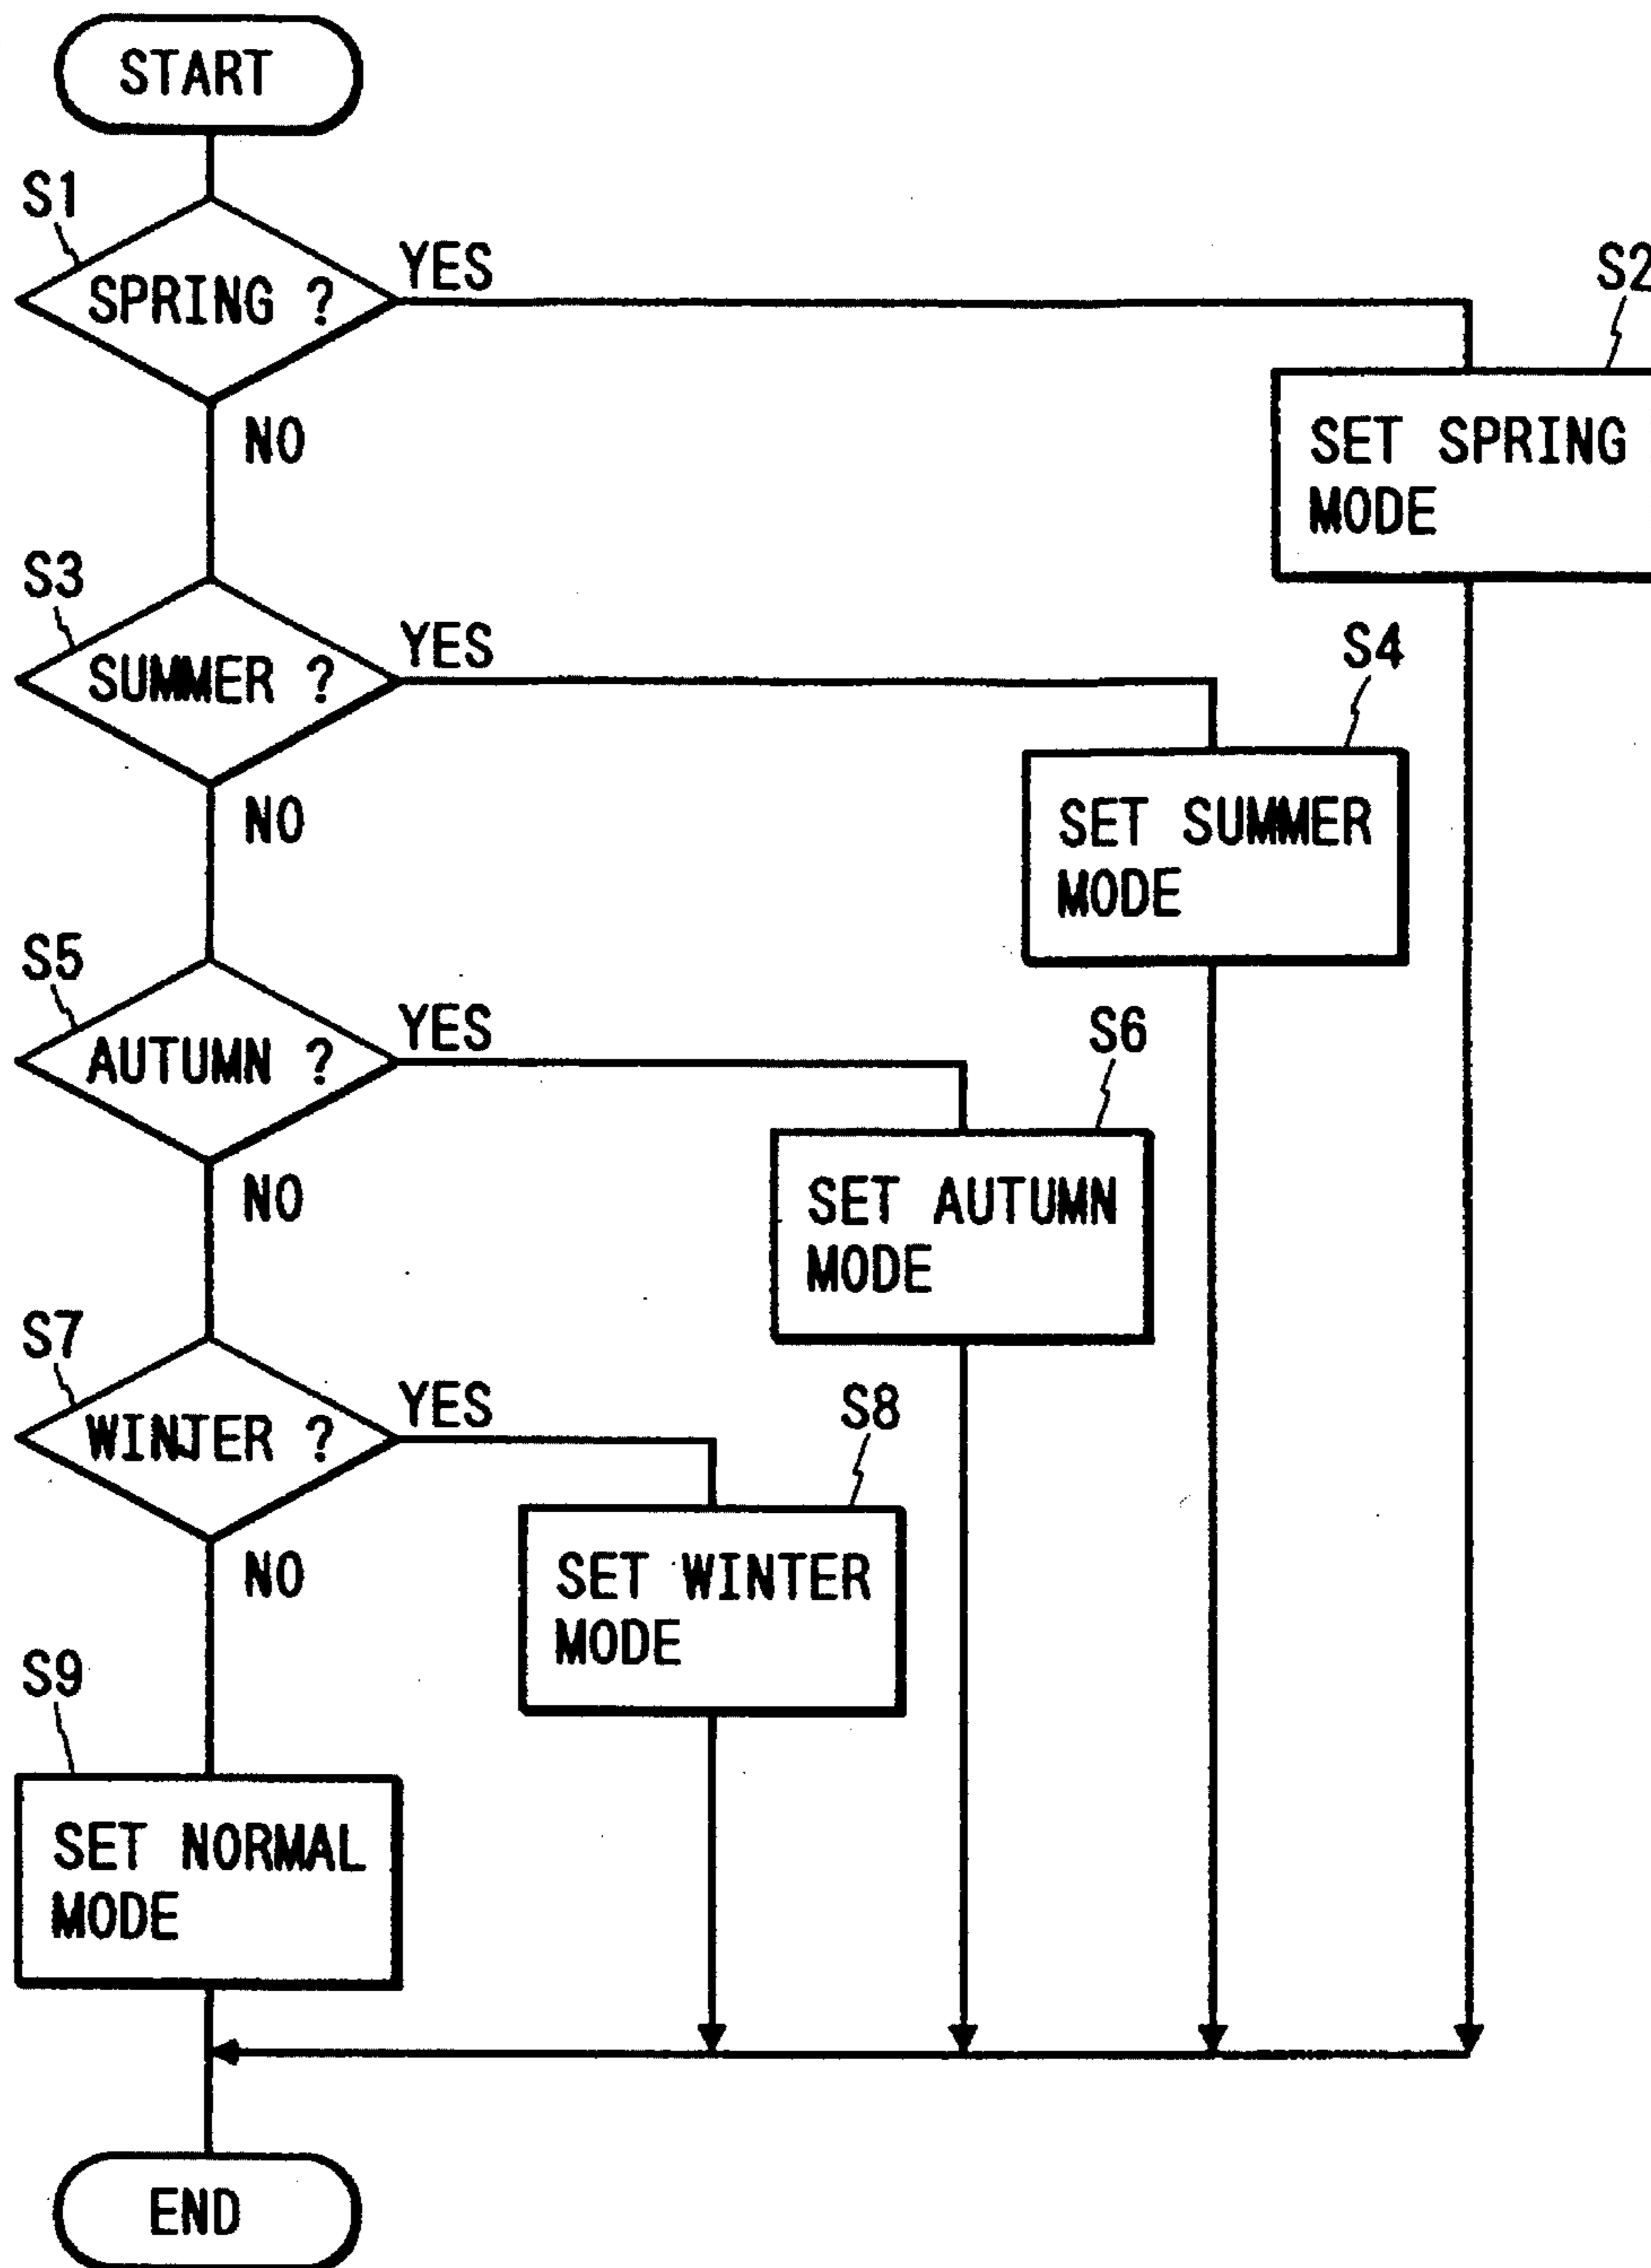 START
S1
SPRING ?
YES
NO
S2
SET SPRING
MODE
S3
SUMMER ?
YES
NO
S4
SET SUMMER
MODE
S5
AUTUMN ?
YES
NO
S6
SET AUTUMN
MODE
S7
WINTER ?
YES
NO
S8
SET WINTER
MODE
S9
SET NORMAL
MODE
END